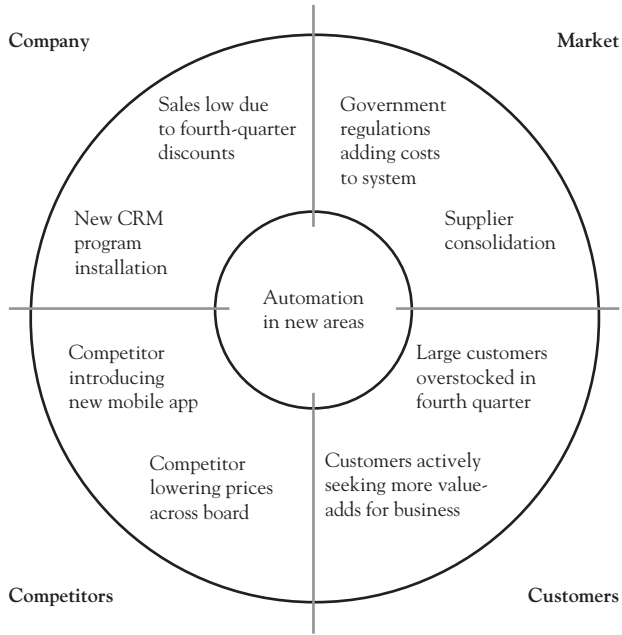 Company
Market
Sales low due
to fourth-quarter
discounts
Government
regulations
adding costs
to system
New CRM
program
installation
Supplier
consolidation
Automation
in new areas
Competitor
introducing
new mobile app
Large customers
overstocked in
fourth quarter
Competitor
lowering prices
across board
Customers actively
seeking more value-
adds for business
Competitors
Customers